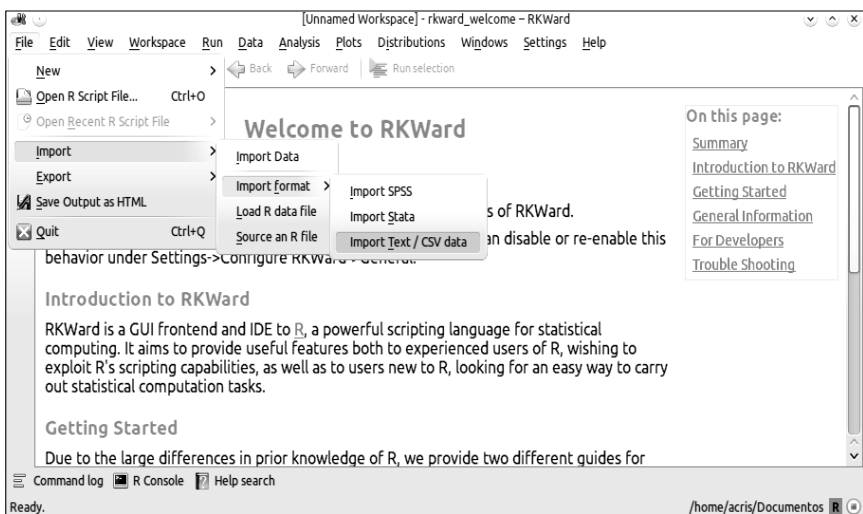 [Unnamed Workspace] - rkward_welcome – RKWard
File Edit View Workspace Run Data Analysis Plots Distributions Windows Settings Help
Back Forward Run selection
New
Open R Script File... Ctrl+O
Open Recent R Script File
Import
Export
Save Output as HTML
Quit Ctrl+Q
Import Data
Import format
Load R data file
Source an R file
Import SPSS
Import Stata
Import Text / CSV data
Welcome to RKWard
s of RKWard.
an disable or re-enable this
behavior under Settings->Configure RKWard->General.
Introduction to RKWard
RKWard is a GUI frontend and IDE to R, a powerful scripting language for statistical
computing. It aims to provide useful features both to experienced users of R, wishing to
exploit R's scripting capabilities, as well as to users new to R, looking for an easy way to carry
out statistical computation tasks.
Getting Started
Due to the large differences in prior knowledge of R, we provide two different guides for
On this page:
Summary
Introduction to RKWard
Getting Started
General Information
For Developers
Trouble Shooting
Command log R Console Help search
Ready. /home/acris/Documentos R